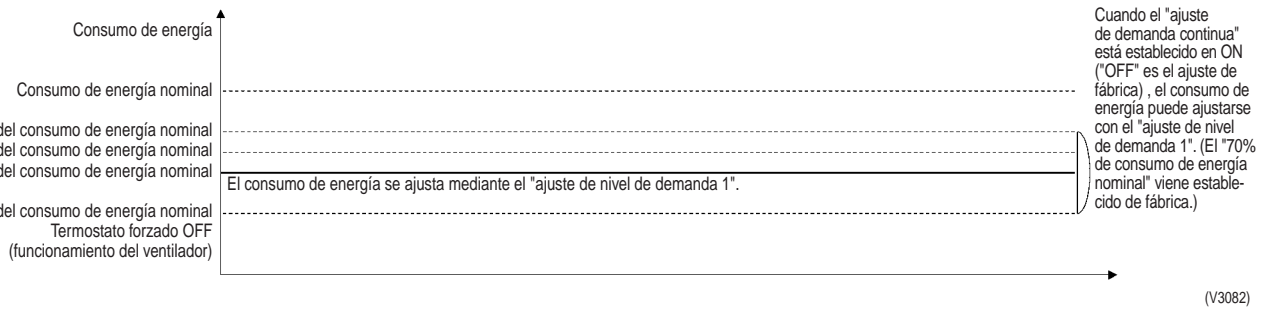 Consumo de energía
Consumo de energía nominal
del consumo de energía nominal
del consumo de energía nominal
del consumo de energía nominal
del consumo de energía nominal
Termostato forzado OFF
(funcionamiento del ventilador)
El consumo de energía se ajusta mediante el "ajuste de nivel de demanda 1".
Cuando el "ajuste
de demanda continua"
está establecido en ON
("OFF" es el ajuste de
fábrica) , el consumo de
energía puede ajustarse
con el "ajuste de nivel
de demanda 1". (El "70%
de consumo de energía
nominal" viene estable-
cido de fábrica.)
(V3082)